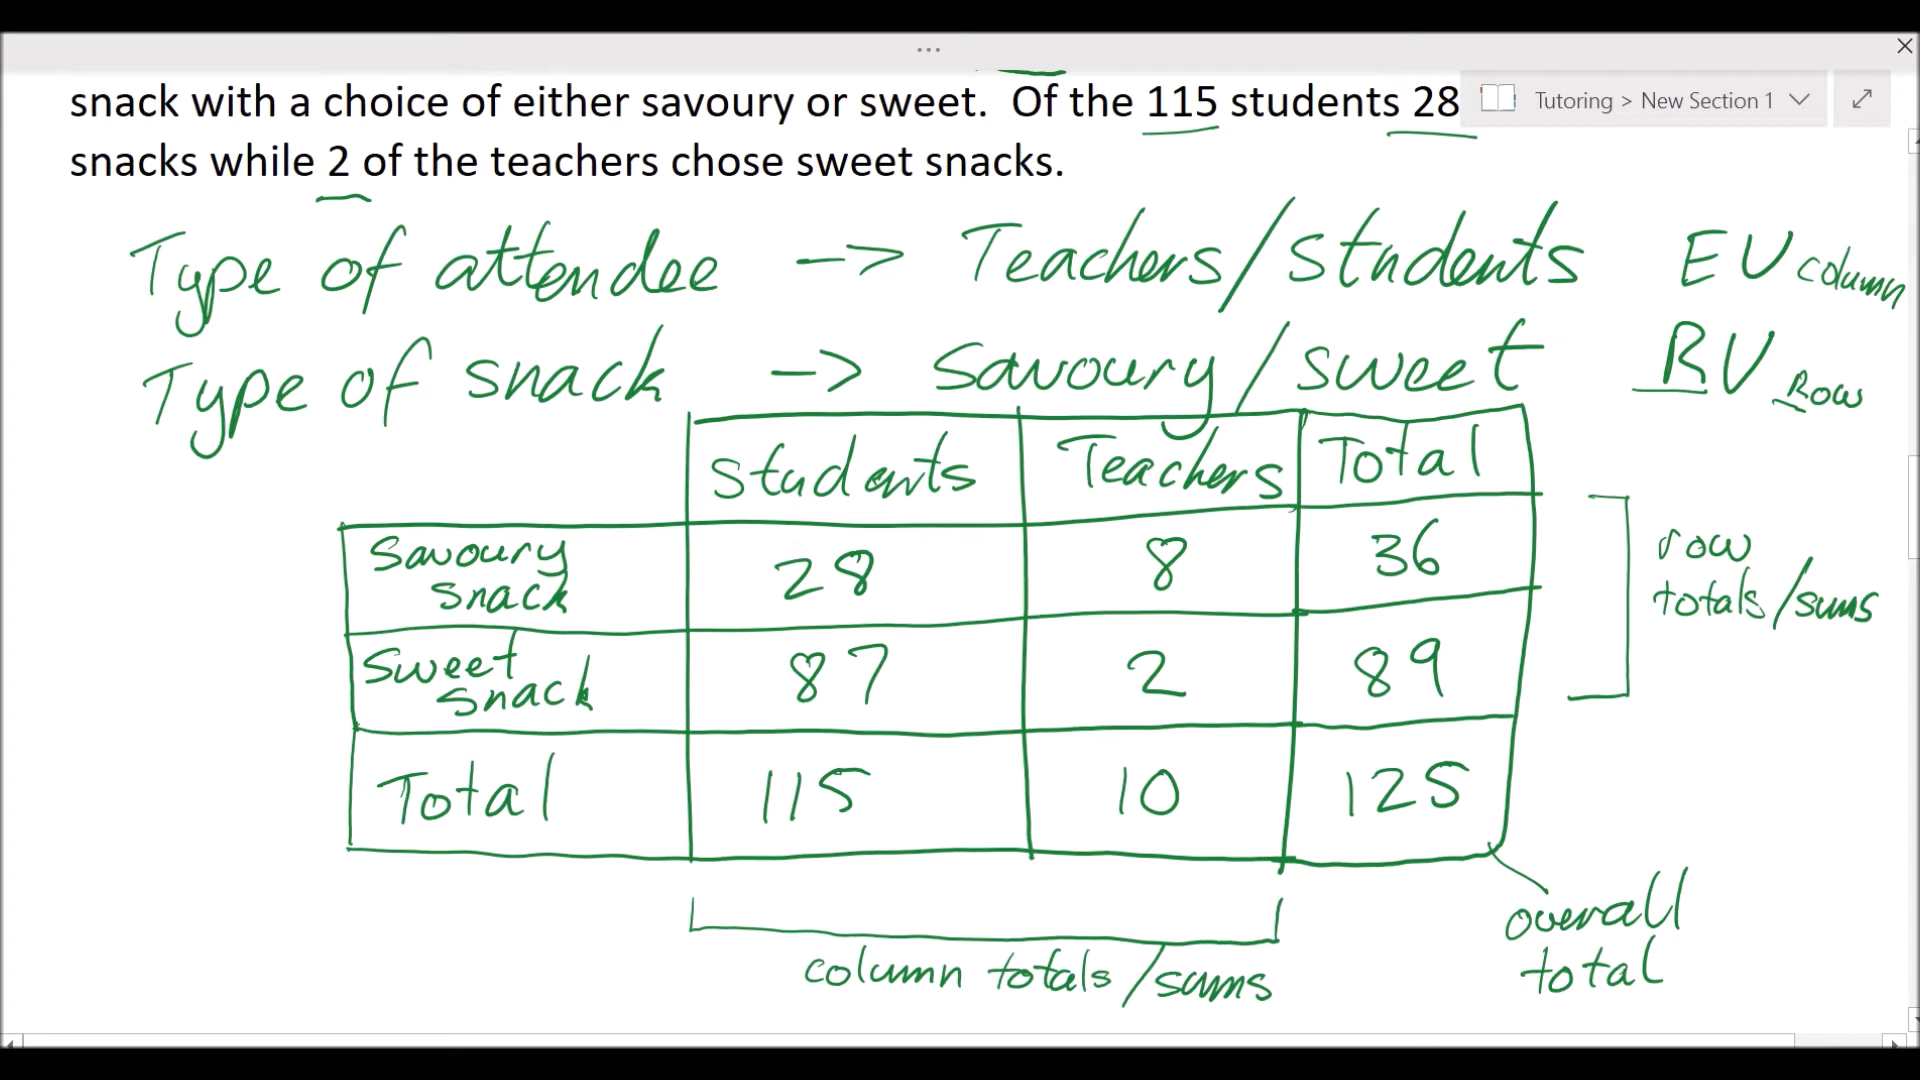 snack with a choice of either savoury or sweet. Of the 115 students 28
Tutoring > New Section 1
snacks while 2 of the teachers chose sweet snacks.
Type of attendee -> Teachers/students EV column
Type of snack -> Savoury/sweet RV Row
Students Teachers Total
Savoury snack 28 8 36
Sweet snack 87 2 89
Total 115 10 125
row totals/sums
column totals/sums
overall total